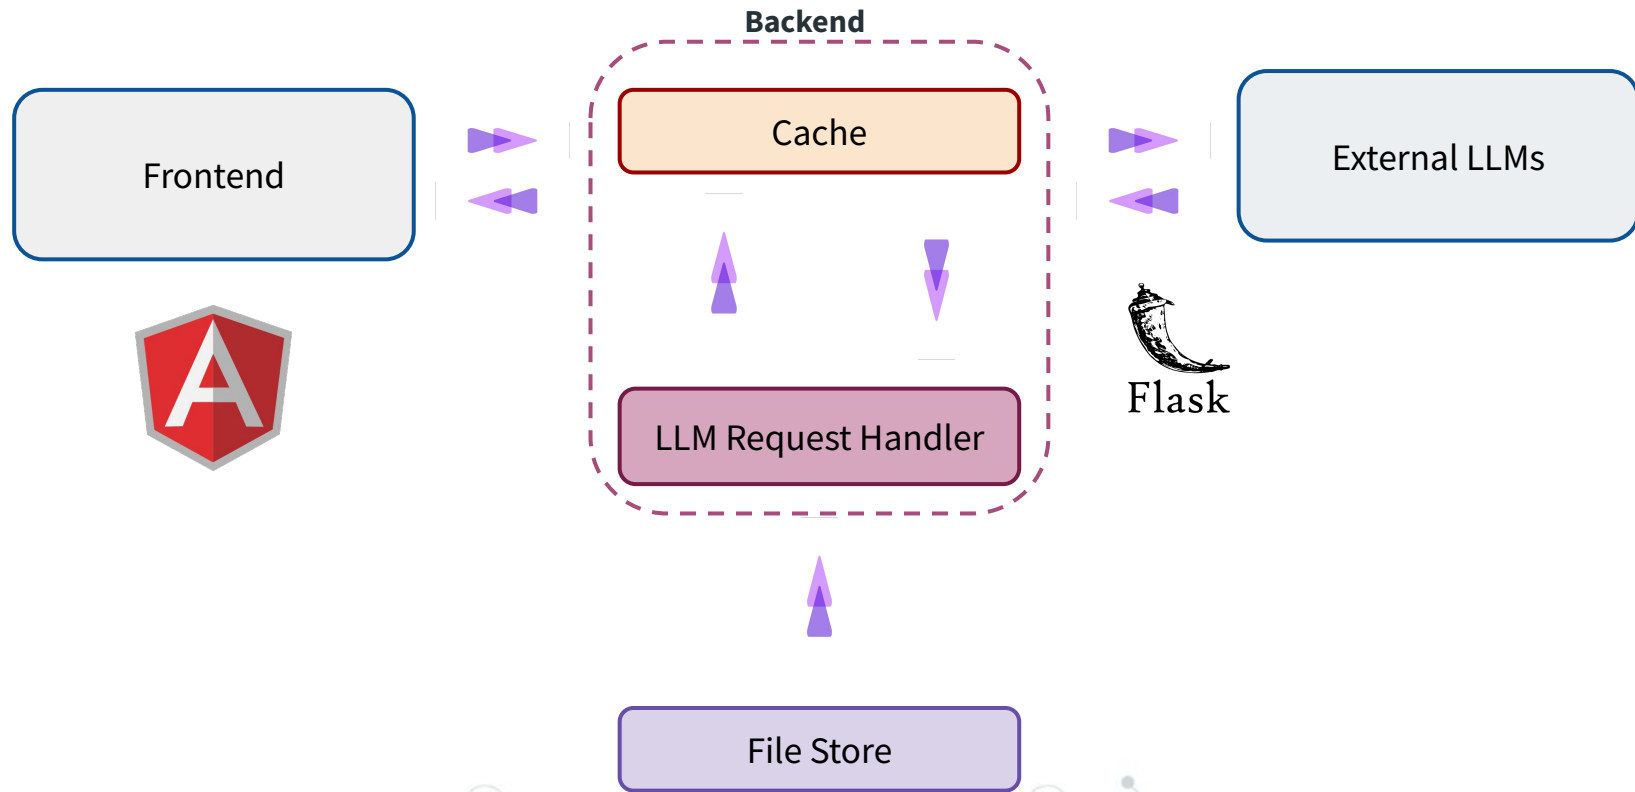 Backend
Frontend
Cache
External LLMs
Flask
LLM Request Handler
File Store